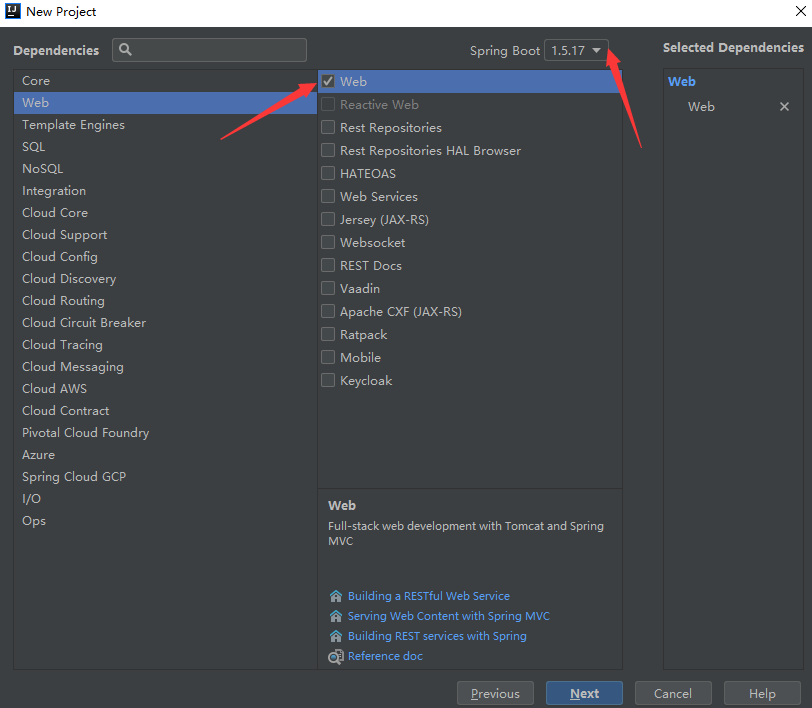 New Project
Dependencies
Spring Boot 1.5.17
Selected Dependencies
Core
Web
Template Engines
SQL
NoSQL
Integration
Cloud Core
Cloud Support
Cloud Config
Cloud Discovery
Cloud Routing
Cloud Circuit Breaker
Cloud Tracing
Cloud Messaging
Cloud AWS
Cloud Contract
Pivotal Cloud Foundry
Azure
Spring Cloud GCP
I/O
Ops
Web
Reactive Web
Rest Repositories
Rest Repositories HAL Browser
HATEOAS
Web Services
Jersey (JAX-RS)
Websocket
REST Docs
Vaadin
Apache CXF (JAX-RS)
Ratpack
Mobile
Keycloak
Web
Full-stack web development with Tomcat and Spring
MVC
Building a RESTful Web Service
Serving Web Content with Spring MVC
Building REST services with Spring
Reference doc
Web
Web
Previous
Next
Cancel
Help